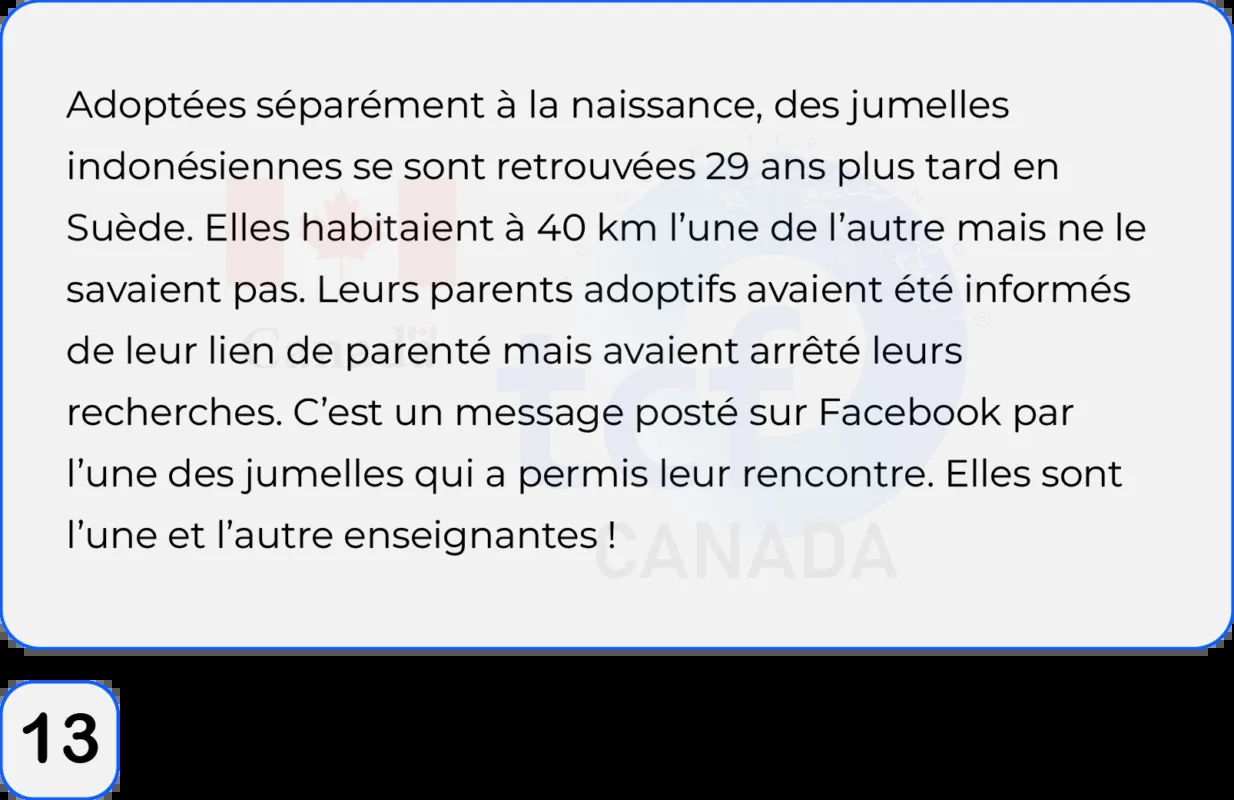 Adoptées séparément à la naissance, des jumelles
indonésiennes se sont retrouvées 29 ans plus tard en
Suède. Elles habitaient à 40 km l’une de l’autre mais ne le
savaient pas. Leurs parents adoptifs avaient été informés
de leur lien de parenté mais avaient arrêté leurs
recherches. C’est un message posté sur Facebook par
l’une des jumelles qui a permis leur rencontre. Elles sont
l’une et l’autre enseignantes !
Canada
tcf
CANADA
13